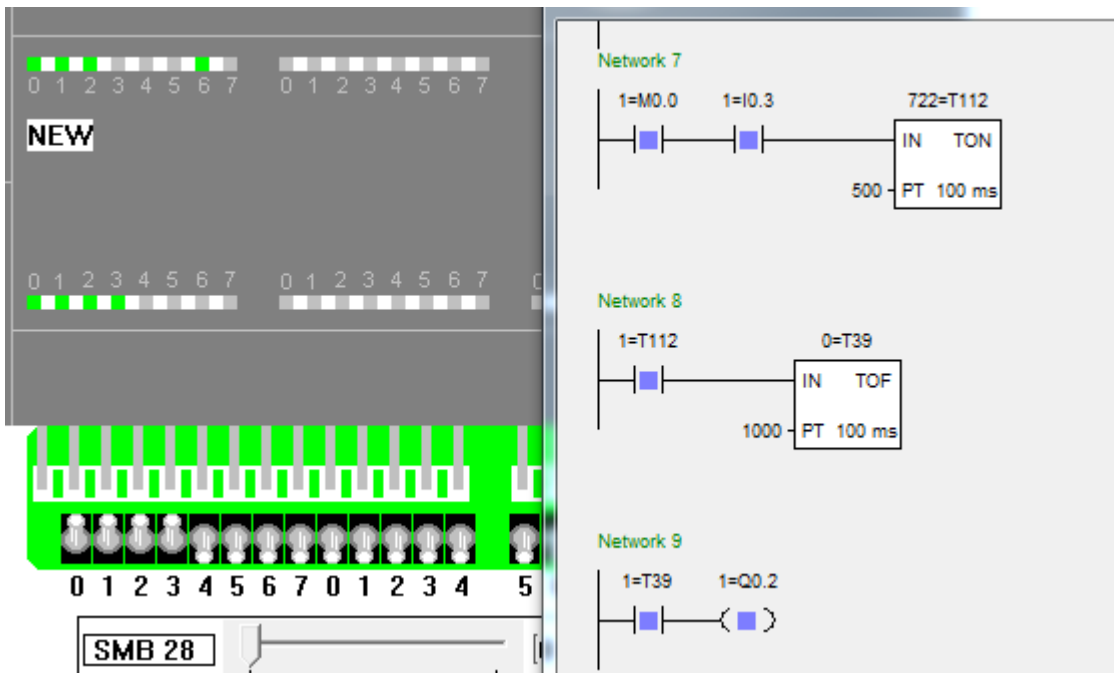 0 1 2 3 4 5 6 7
0 1 2 3 4 5 6 7
NEW
0 1 2 3 4 5 6 7
0 1 2 3 4 5 6 7
0 1 2 3 4 5 6 7 0 1 2 3 4 5
SMB 28
Network 7
1=M0.0 1=I0.3 722=T112
IN TON
500 PT 100 ms
Network 8
1=T112 0=T39
IN TOF
1000 PT 100 ms
Network 9
1=T39 1=Q0.2